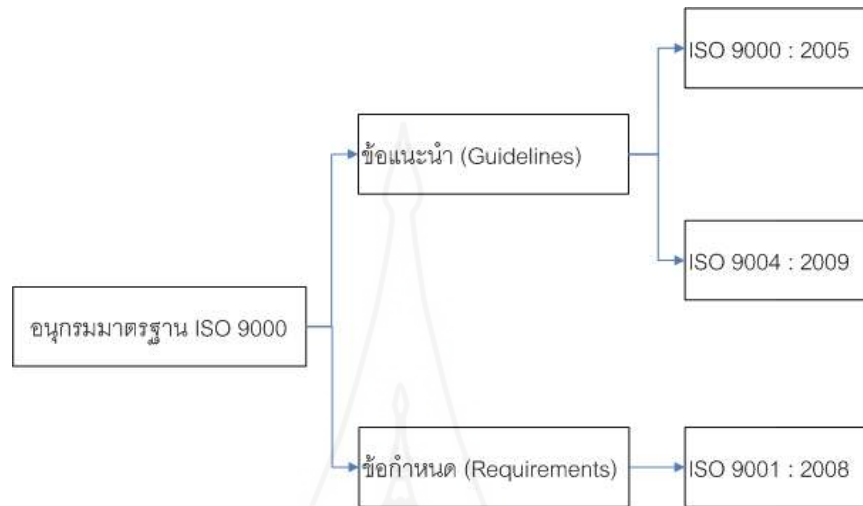 ISO 9000 : 2005
ข้อแนะนำ (Guidelines)
ISO 9004 : 2009
อนุกรมมาตรฐาน ISO 9000
ข้อกำหนด (Requirements)
ISO 9001 : 2008